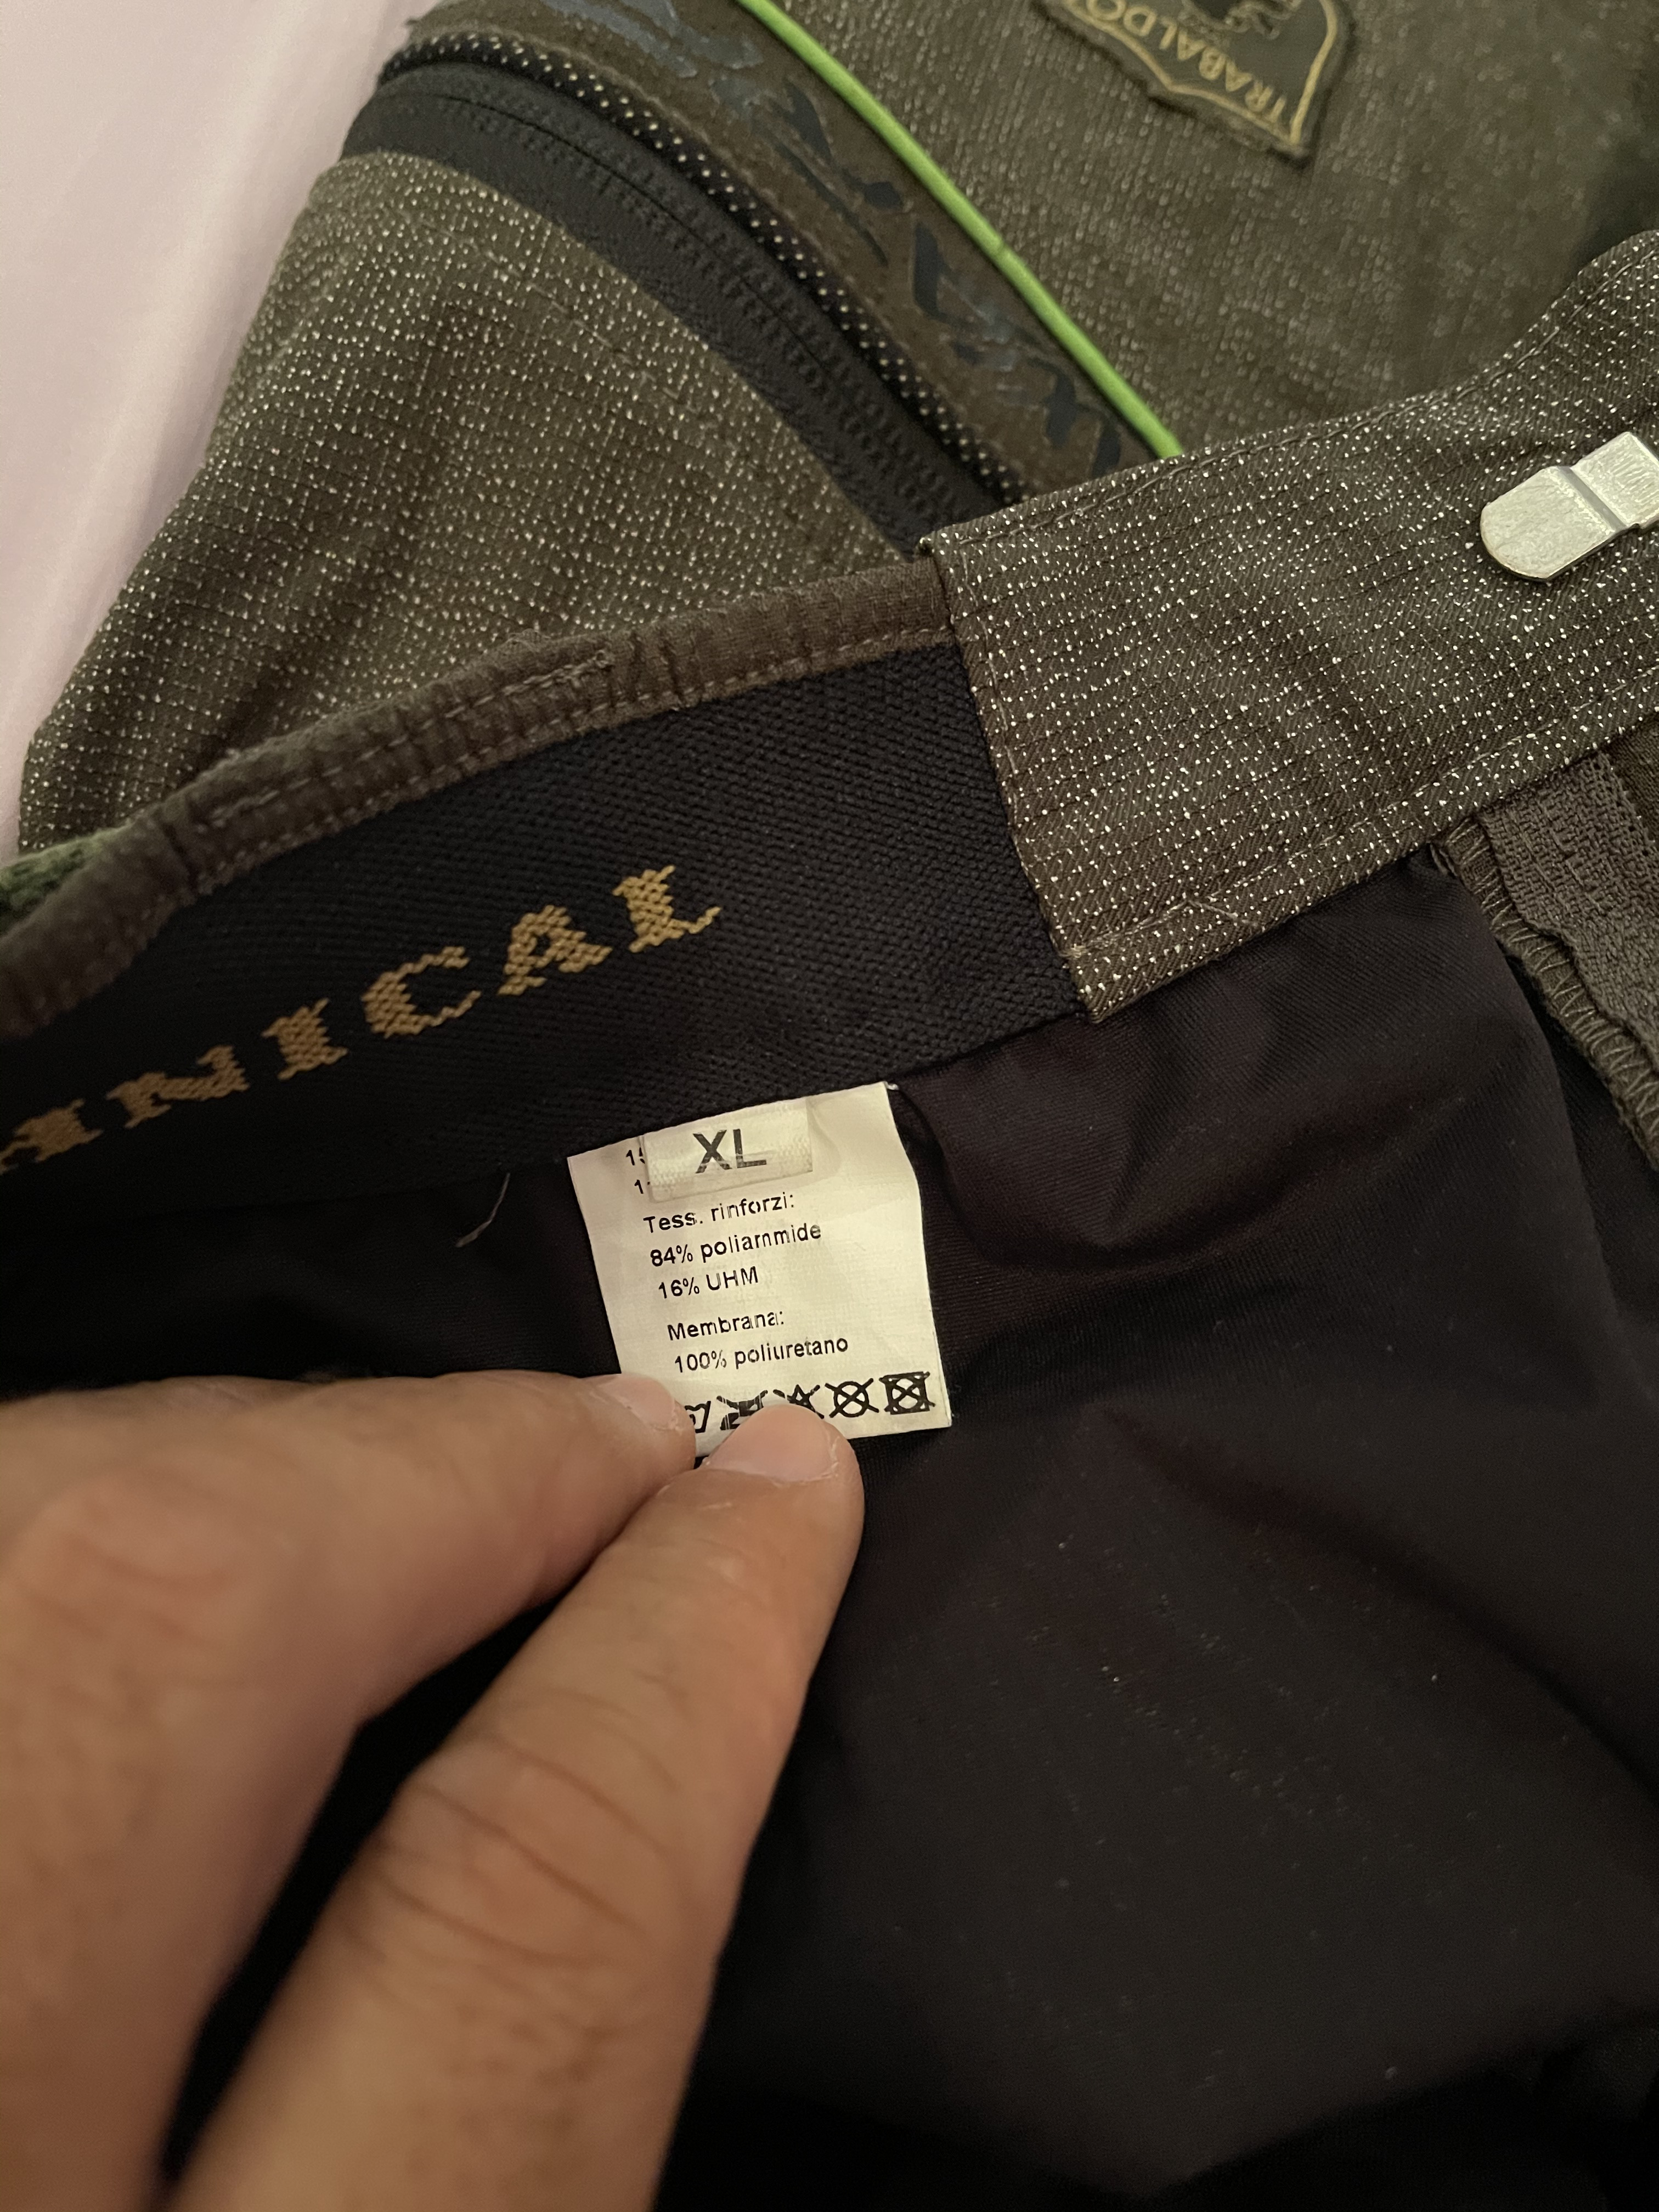 TRABALDO
NICAL
XL
Tess. rinforzi:
84% poliammide
16% UHM
Membrana:
100% poliuretano